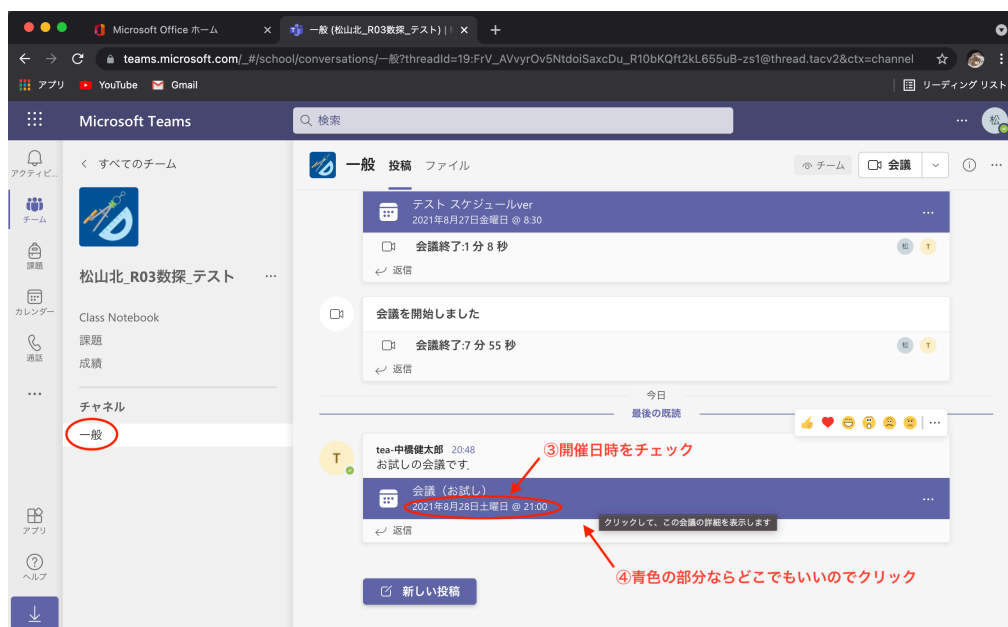 Microsoft Office ホーム
一般 (松山北_R03数探_テスト) |
teams.microsoft.com/_#/school/conversations/一般?threadId=19:FrV_AVvyrOv5NtdoiSaxcDu_R10bKQft2kL655uB-zs1@thread.tacv2&ctx=channel
アプリ
YouTube
Gmail
リーディング リスト
Microsoft Teams
検索
松
アクティビ...
チーム
課題
カレンダー
通話
アプリ
ヘルプ
すべてのチーム
松山北_R03数探_テスト
Class Notebook
課題
成績
チャネル
一般
一般 投稿 ファイル
チーム
会議
テスト スケジュールver
2021年8月27日金曜日 @ 8:30
会議終了:1 分 8 秒
松 T
返信
会議を開始しました
会議終了:7 分 55 秒
松 T
返信
今日
最後の既読
T
tea-中橋健太郎 20:48
お試しの会議です.
③開催日時をチェック
会議（お試し）
2021年8月28日土曜日 @ 21:00
クリックして、この会議の詳細を表示します
返信
④青色の部分ならどこでもいいのでクリック
新しい投稿